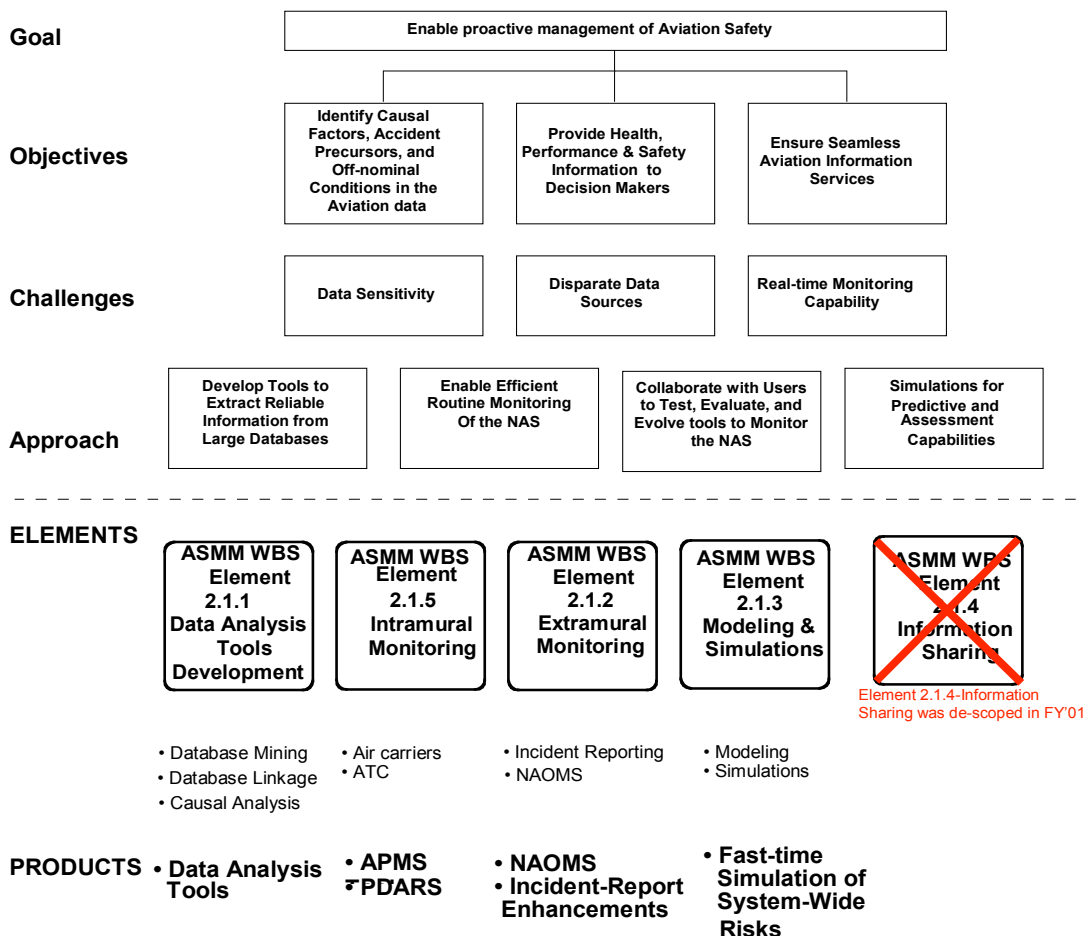 Goal
Enable proactive management of Aviation Safety
Objectives
Identify Causal
Factors, Accident
Precursors, and
Off-nominal
Conditions in the
Aviation data
Provide Health,
Performance & Safety
Information to
Decision Makers
Ensure Seamless
Aviation Information
Services
Challenges
Data Sensitivity
Disparate Data
Sources
Real-time Monitoring
Capability
Approach
Develop Tools to
Extract Reliable
Information from
Large Databases
Enable Efficient
Routine Monitoring
Of the NAS
Collaborate with Users
to Test, Evaluate, and
Evolve tools to Monitor
the NAS
Simulations for
Predictive and
Assessment
Capabilities
ELEMENTS
ASMM WBS
Element
2.1.1
Data Analysis
Tools
Development
ASMM WBS
Element
2.1.5
Intramural
Monitoring
ASMM WBS
Element
2.1.2
Extramural
Monitoring
ASMM WBS
Element
2.1.3
Modeling &
Simulations
ASMM WBS
Element
2.1.4
Information
Sharing
Element 2.1.4-Information
Sharing was de-scoped in FY'01
• Database Mining
• Database Linkage
• Causal Analysis
• Air carriers
• ATC
• Incident Reporting
• NAOMS
• Modeling
• Simulations
PRODUCTS
• Data Analysis
Tools
• APMS
• PDARS
• NAOMS
• Incident-Report
Enhancements
• Fast-time
Simulation of
System-Wide
Risks